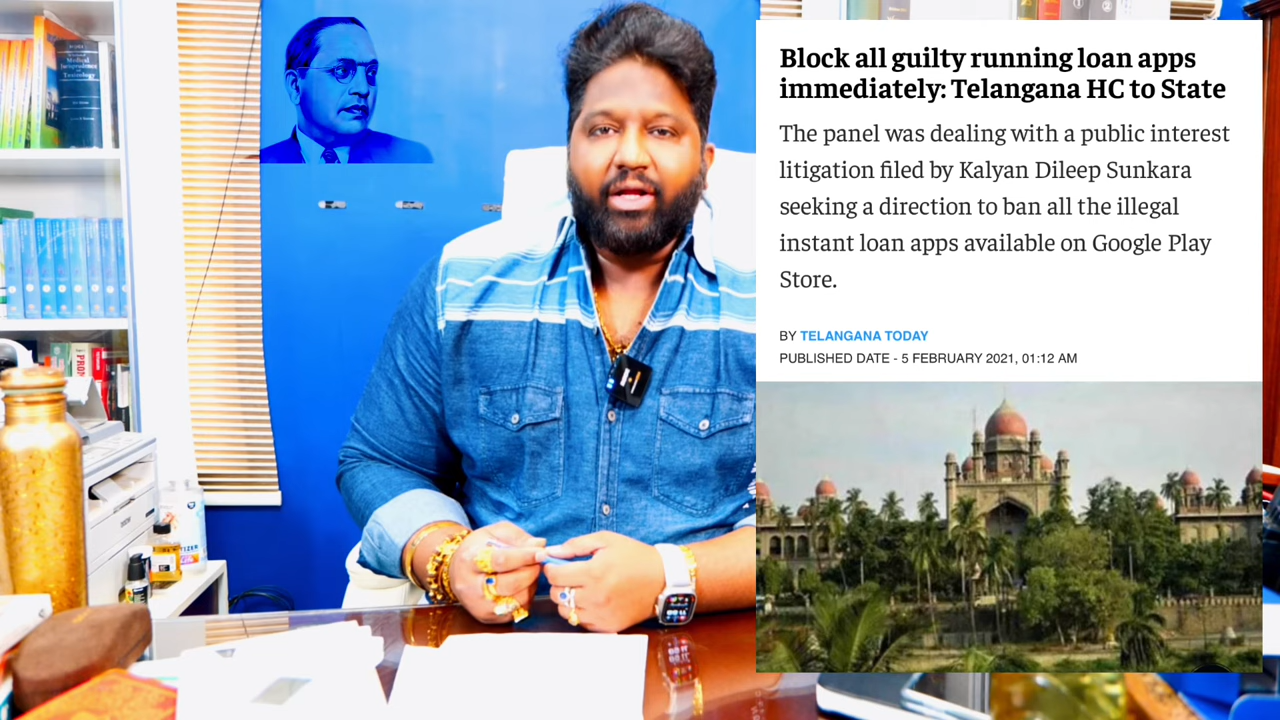 Block all guilty running loan apps
immediately: Telangana HC to State
The panel was dealing with a public interest
litigation filed by Kalyan Dileep Sunkara
seeking a direction to ban all the illegal
instant loan apps available on Google Play
Store.
BY TELANGANA TODAY
PUBLISHED DATE - 5 FEBRUARY 2021, 01:12 AM